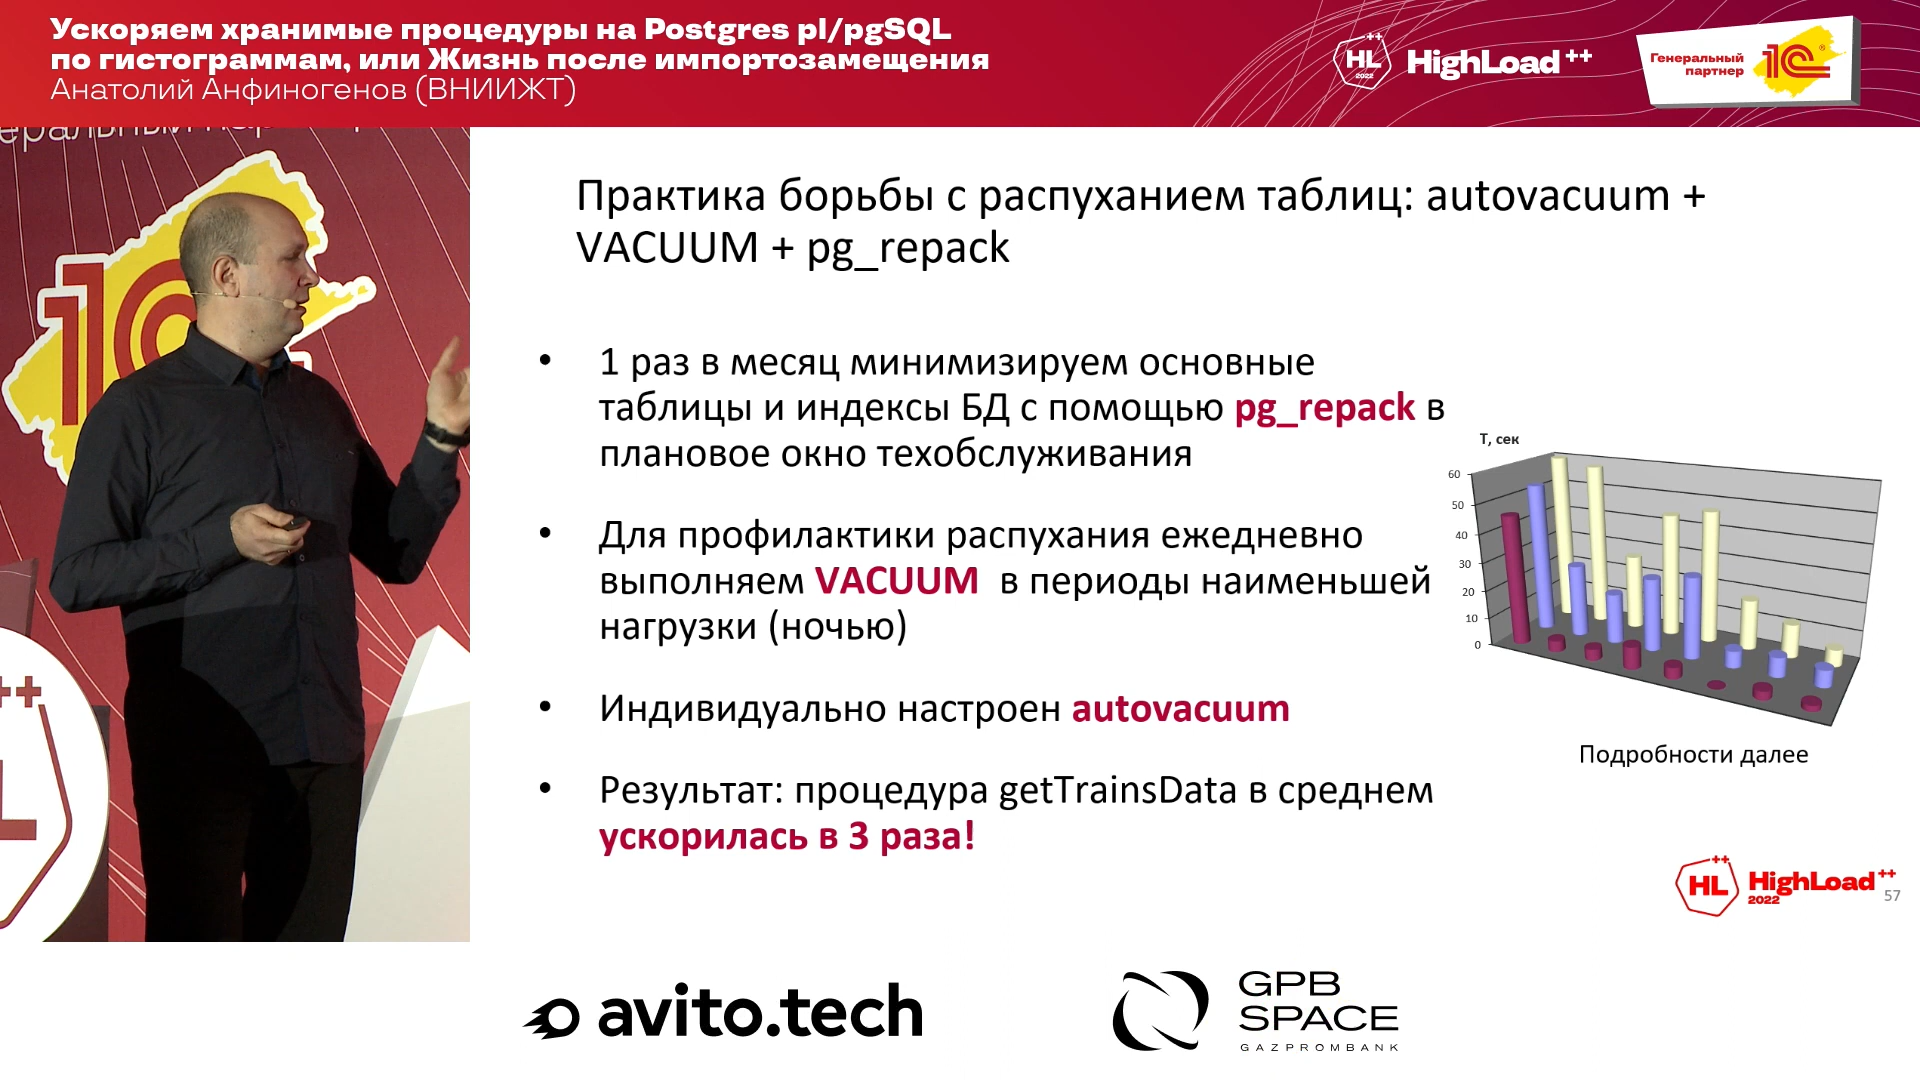 Ускоряем хранимые процедуры на Postgres pl/pgSQL
по гистограммам, или Жизнь после импортозамещения
Анатолий Анфиногенов (ВНИИЖТ)
HL
++
2022
HighLoad ++
Генеральный
партнер
1С
®
1С
++
L
Практика борьбы с распуханием таблиц: autovacuum +
VACUUM + pg_repack
• 1 раз в месяц минимизируем основные
таблицы и индексы БД с помощью pg_repack в
плановое окно техобслуживания
• Для профилактики распухания ежедневно
выполняем VACUUM в периоды наименьшей
нагрузки (ночью)
• Индивидуально настроен autovacuum
• Результат: процедура getTrainsData в среднем
ускорилась в 3 раза!
Т, сек
60
50
40
30
20
10
0
Подробности далее
HL
++
HighLoad ++
2022
57
avito.tech
GPB
SPACE
GAZPROMBANK